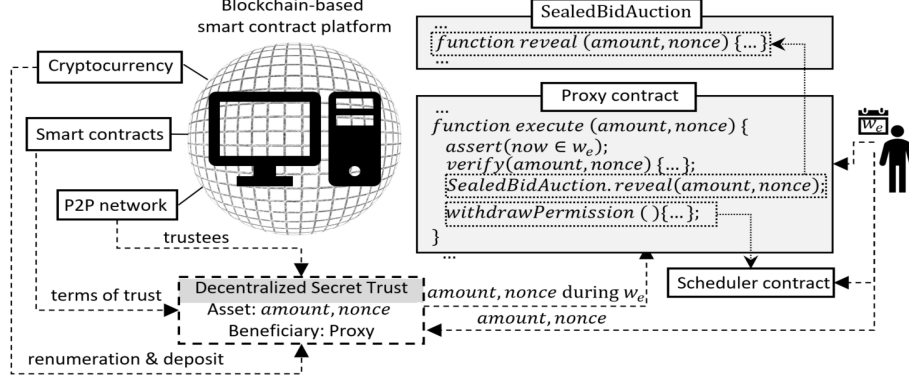 Blockchain-based
smart contract platform
Cryptocurrency
Smart contracts
P2P network
trustees
terms of trust
renumeration & deposit
Decentralized Secret Trust
Asset: amount, nonce
Beneficiary: Proxy
SealedBidAuction
...
function reveal (amount, nonce) {...}
...
Proxy contract
...
function execute (amount, nonce) {
assert(now ∈ wₑ);
verify(amount, nonce) {...};
SealedBidAuction.reveal(amount, nonce);
withdrawPermission ( ){...};
}
...
wₑ
Scheduler contract
amount, nonce during wₑ
amount, nonce